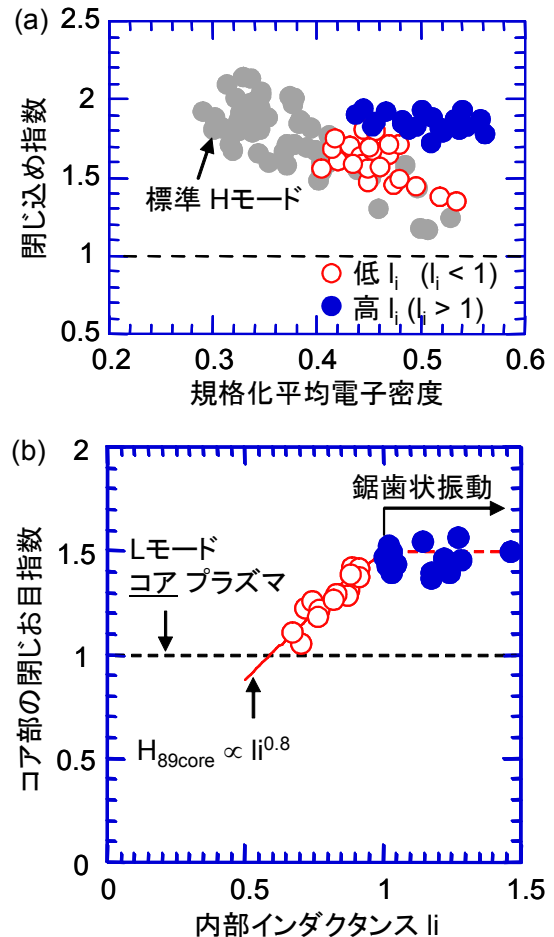 (a)
2.5
2
1.5
1
0.5
閉じ込め指数
標準 Hモード
低 lᵢ (lᵢ < 1)
高 lᵢ (lᵢ > 1)
0.2 0.3 0.4 0.5 0.6
規格化平均電子密度
(b)
2
1.5
1
0.5
0
コア部の閉じお目指数
鋸歯状振動
Lモード
コア プラズマ
H89core ∝ li0.8
0 0.5 1 1.5
内部インダクタンス li